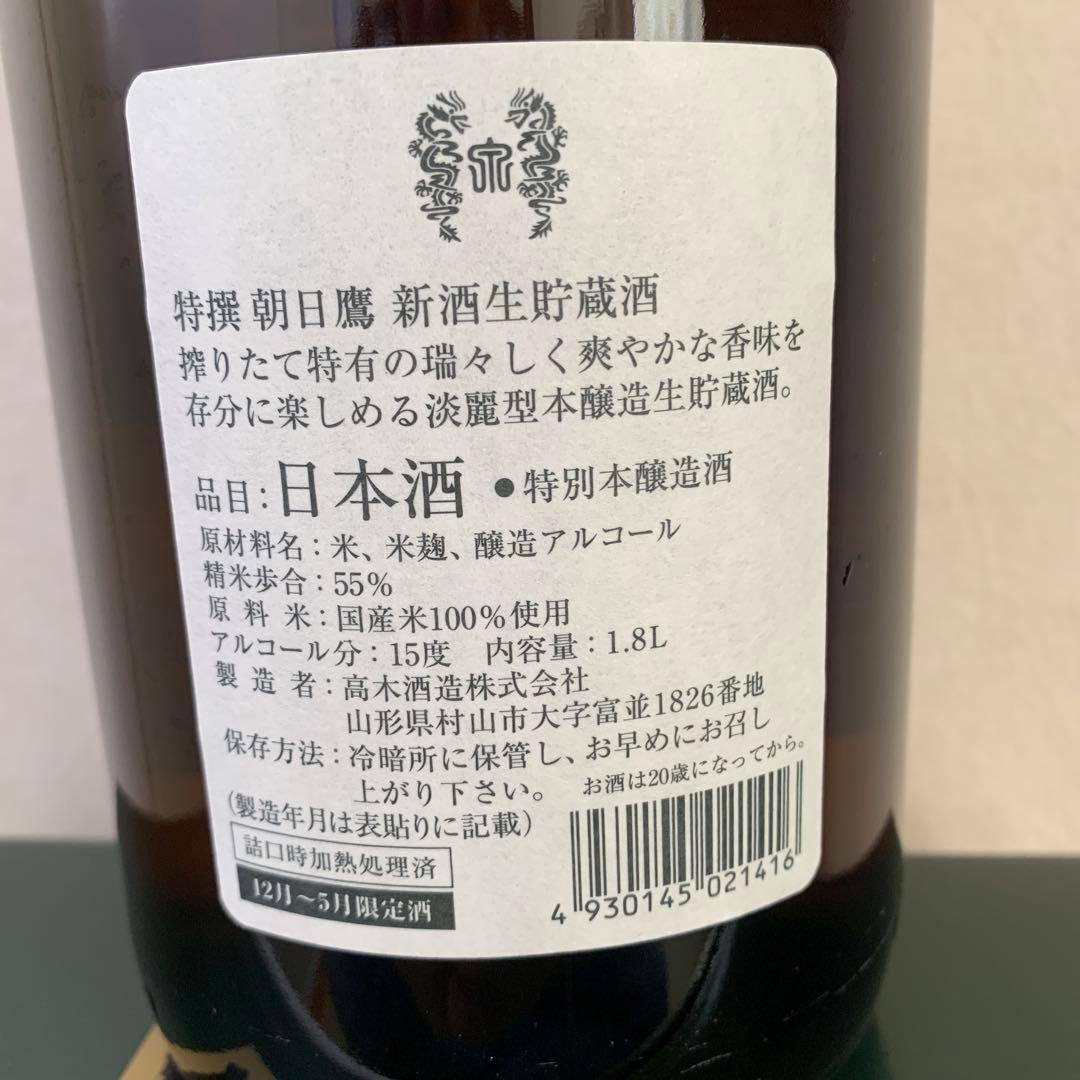 特撰 朝日鷹 新酒生貯蔵酒
搾りたて特有の瑞々しく爽やかな香味を
存分に楽しめる淡麗型本醸造生貯蔵酒。
品目：日本酒 ●特別本醸造酒
原材料名：米、米麹、醸造アルコール
精米歩合：55%
原料米：国産米100%使用
アルコール分：15度 内容量：1.8L
製造者：高木酒造株式会社
山形県村山市大字富並1826番地
保存方法：冷暗所に保管し、お早めにお召し
上がり下さい。
お酒は20歳になってから。
(製造年月は表貼りに記載)
詰口時加熱処理済
12月〜5月限定酒
4 930145 021416